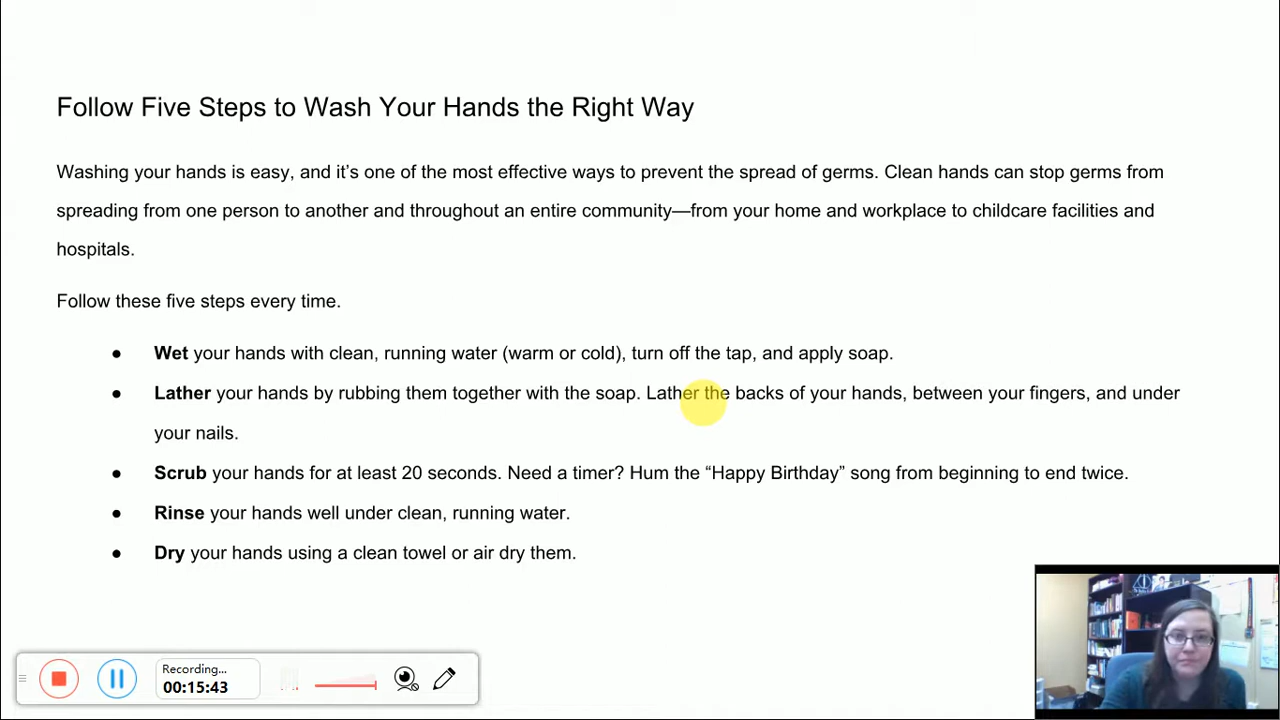 Follow Five Steps to Wash Your Hands the Right Way
Washing your hands is easy, and it’s one of the most effective ways to prevent the spread of germs. Clean hands can stop germs from
spreading from one person to another and throughout an entire community—from your home and workplace to childcare facilities and
hospitals.
Follow these five steps every time.
● Wet your hands with clean, running water (warm or cold), turn off the tap, and apply soap.
● Lather your hands by rubbing them together with the soap. Lather the backs of your hands, between your fingers, and under
your nails.
● Scrub your hands for at least 20 seconds. Need a timer? Hum the “Happy Birthday” song from beginning to end twice.
● Rinse your hands well under clean, running water.
● Dry your hands using a clean towel or air dry them.
Recording...
00:15:43